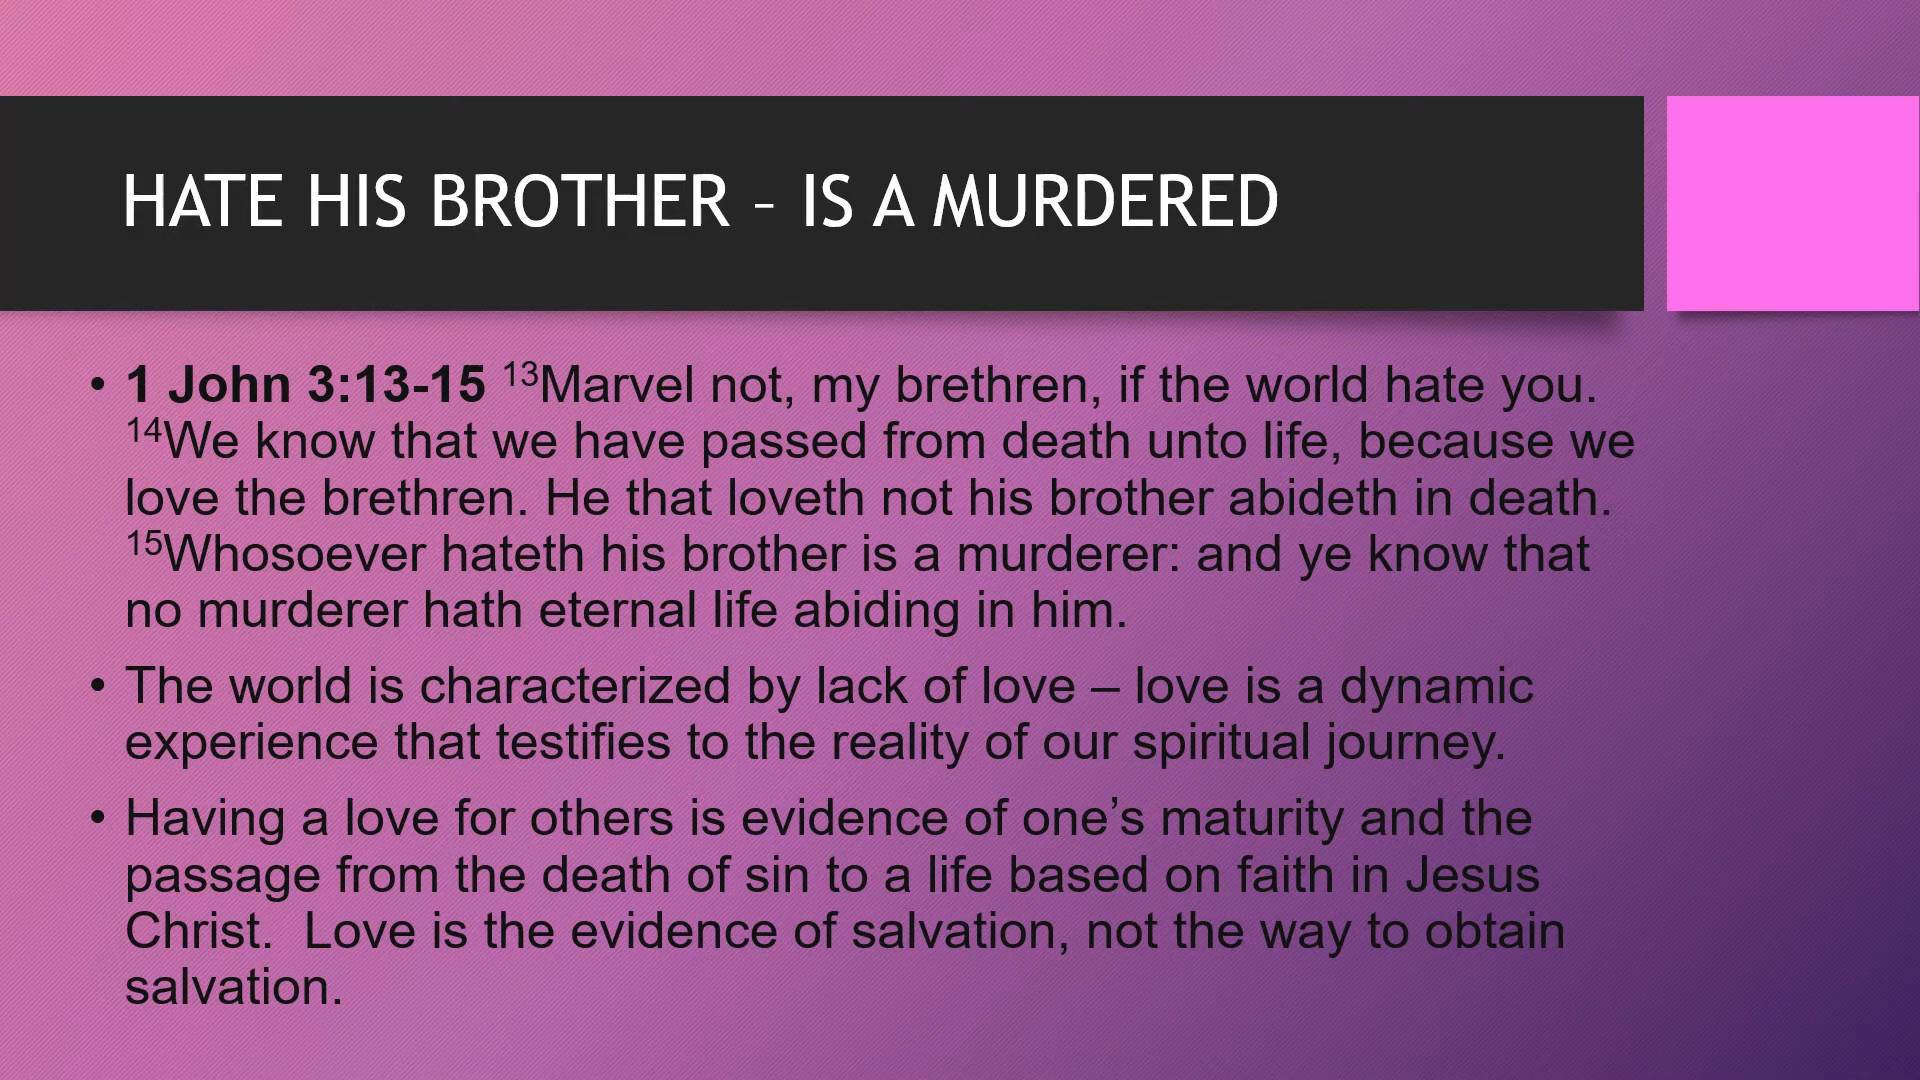 HATE HIS BROTHER – IS A MURDERED
• 1 John 3:13-15 ¹³Marvel not, my brethren, if the world hate you.
¹⁴We know that we have passed from death unto life, because we
love the brethren. He that loveth not his brother abideth in death.
¹⁵Whosoever hateth his brother is a murderer: and ye know that
no murderer hath eternal life abiding in him.
• The world is characterized by lack of love – love is a dynamic
experience that testifies to the reality of our spiritual journey.
• Having a love for others is evidence of one’s maturity and the
passage from the death of sin to a life based on faith in Jesus
Christ.  Love is the evidence of salvation, not the way to obtain
salvation.